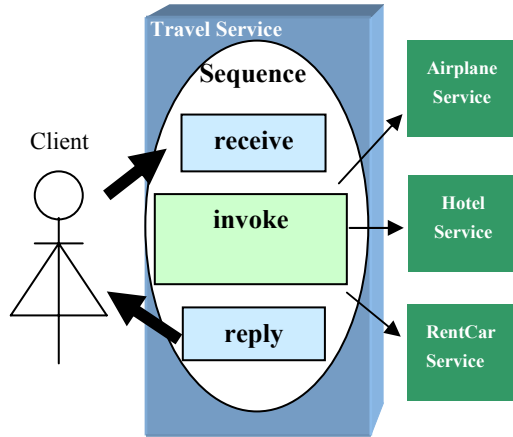 Travel Service
Sequence
Client
receive
invoke
reply
Airplane
Service
Hotel
Service
RentCar
Service